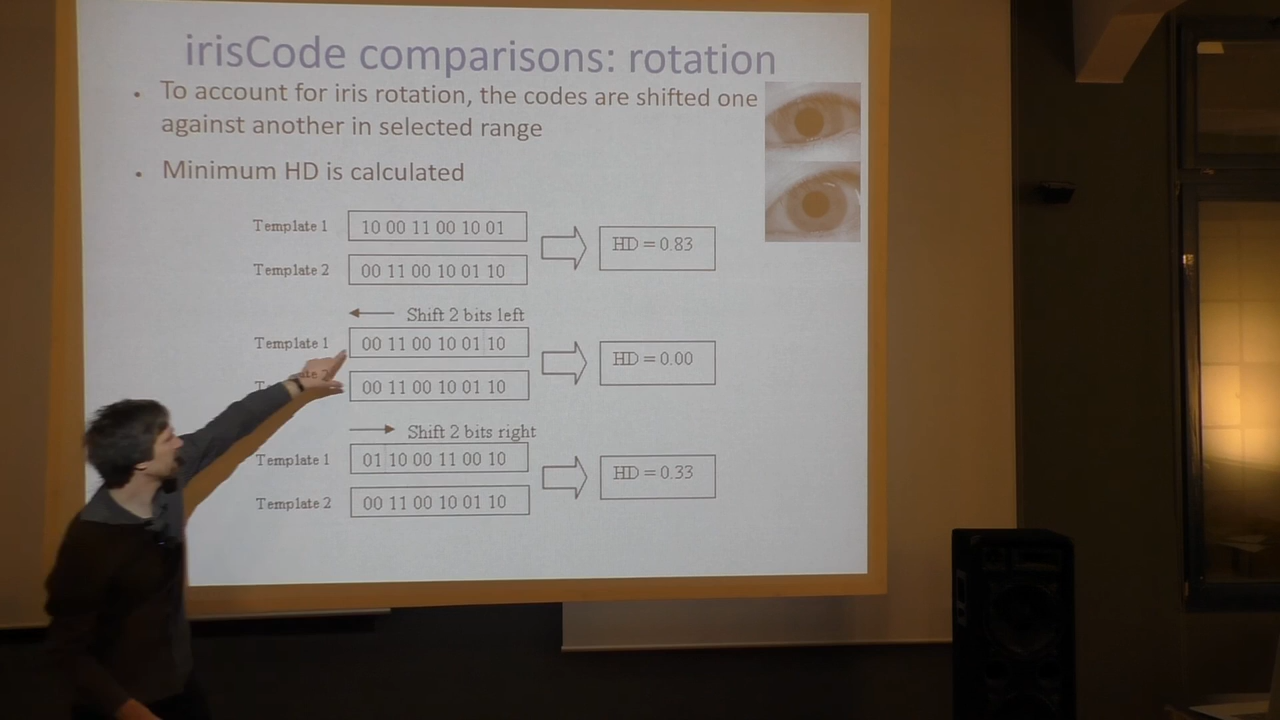 irisCode comparisons: rotation
• To account for iris rotation, the codes are shifted one
against another in selected range
• Minimum HD is calculated
Template 1 10 00 11 00 10 01
HD = 0.83
Template 2 00 11 00 10 01 10
Shift 2 bits left
Template 1 00 11 00 10 01 10
HD = 0.00
00 11 00 10 01 10
Shift 2 bits right
Template 1 01 10 00 11 00 10
HD = 0.33
Template 2 00 11 00 10 01 10